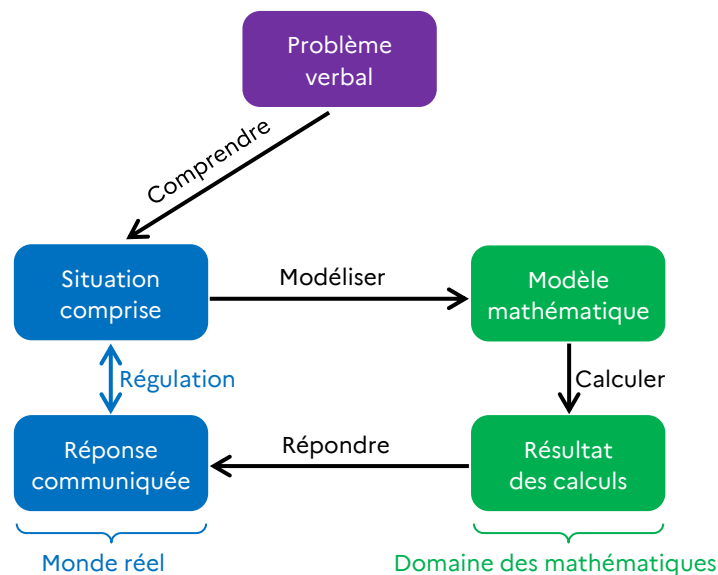 Problème
verbal
Comprendre
Situation
comprise
Modéliser
Modèle
mathématique
Régulation
Calculer
Réponse
communiquée
Répondre
Résultat
des calculs
Monde réel
Domaine des mathématiques